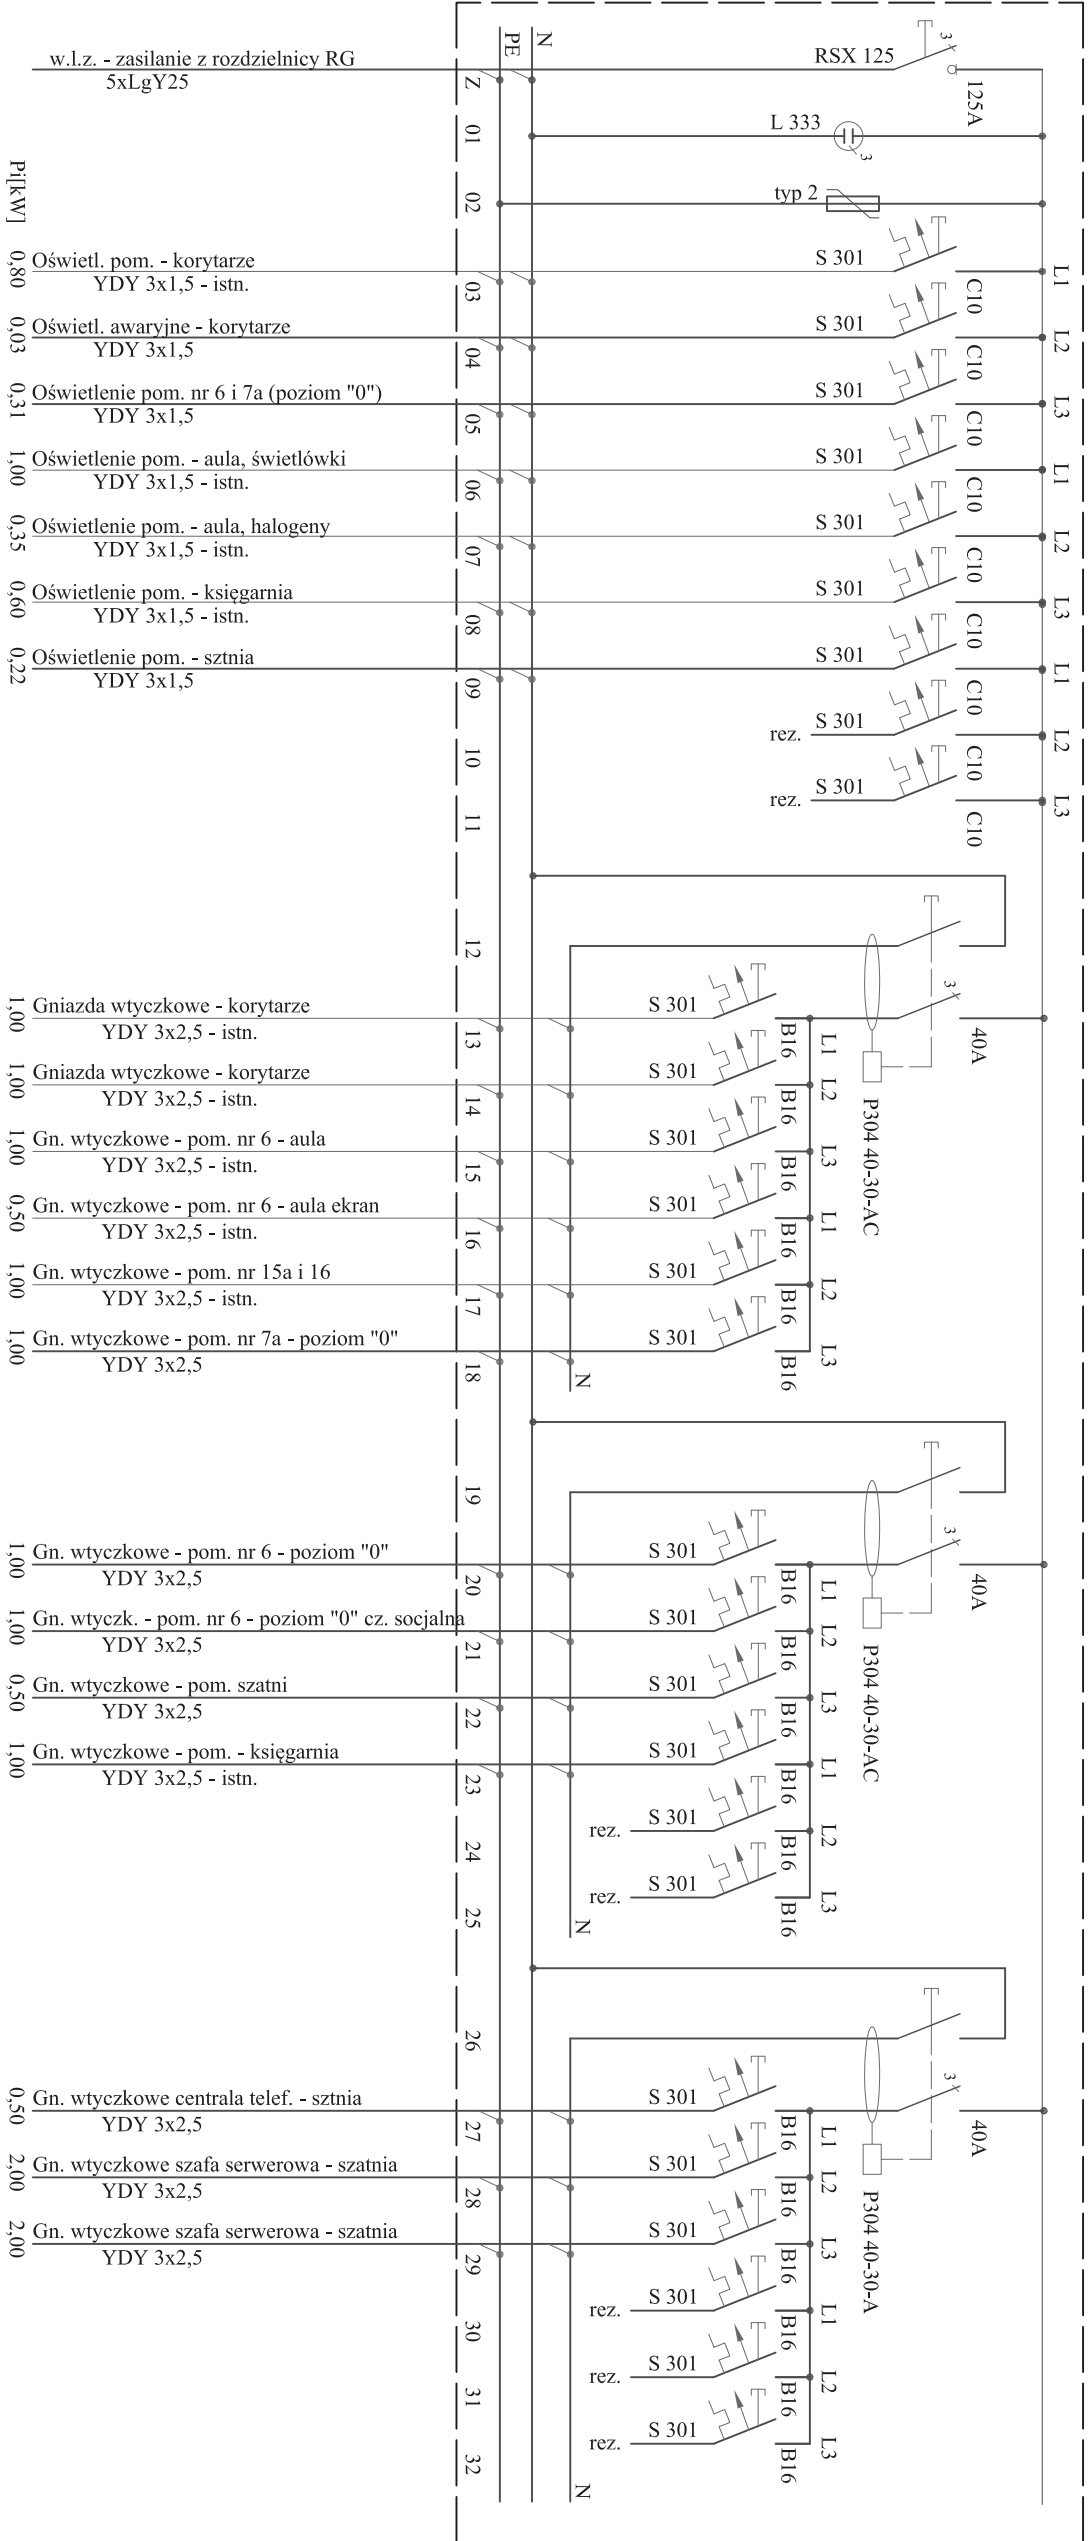 N
PE
w.l.z. - zasilanie z rozdzielnicy RG
5xLgY25
Z
RSX 125
3
125A
01
L 333
3
Pi[kW]
02
typ 2
0,80
Oświetl. pom. - korytarze
YDY 3x1,5 - istn.
03
S 301
C10
L1
0,03
Oświetl. awaryjne - korytarze
YDY 3x1,5
04
S 301
C10
L2
0,31
Oświetlenie pom. nr 6 i 7a (poziom "0")
YDY 3x1,5
05
S 301
C10
L3
1,00
Oświetlenie pom. - aula, świetlówki
YDY 3x1,5 - istn.
06
S 301
C10
L1
0,35
Oświetlenie pom. - aula, halogeny
YDY 3x1,5 - istn.
07
S 301
C10
L2
0,60
Oświetlenie pom. - księgarnia
YDY 3x1,5 - istn.
08
S 301
C10
L3
0,22
Oświetlenie pom. - sztnia
YDY 3x1,5
09
S 301
C10
L1
10
rez.
S 301
C10
L2
11
rez.
S 301
C10
L3
12
3
40A
P304 40-30-AC
1,00
Gniazda wtyczkowe - korytarze
YDY 3x2,5 - istn.
13
S 301
B16
L1
1,00
Gniazda wtyczkowe - korytarze
YDY 3x2,5 - istn.
14
S 301
B16
L2
1,00
Gn. wtyczkowe - pom. nr 6 - aula
YDY 3x2,5 - istn.
15
S 301
B16
L3
0,50
Gn. wtyczkowe - pom. nr 6 - aula ekran
YDY 3x2,5 - istn.
16
S 301
B16
L1
1,00
Gn. wtyczkowe - pom. nr 15a i 16
YDY 3x2,5 - istn.
17
S 301
B16
L2
1,00
Gn. wtyczkowe - pom. nr 7a - poziom "0"
YDY 3x2,5
18
S 301
B16
L3
N
19
3
40A
P304 40-30-AC
1,00
Gn. wtyczkowe - pom. nr 6 - poziom "0"
YDY 3x2,5
20
S 301
B16
L1
1,00
Gn. wtyczk. - pom. nr 6 - poziom "0" cz. socjalna
YDY 3x2,5
21
S 301
B16
L2
0,50
Gn. wtyczkowe - pom. szatni
YDY 3x2,5
22
S 301
B16
L3
1,00
Gn. wtyczkowe - pom. - księgarnia
YDY 3x2,5 - istn.
23
S 301
B16
L1
24
rez.
S 301
B16
L2
25
rez.
S 301
B16
L3
N
26
3
40A
P304 40-30-A
0,50
Gn. wtyczkowe centrala telef. - sztnia
YDY 3x2,5
27
S 301
B16
L1
2,00
Gn. wtyczkowe szafa serwerowa - szatnia
YDY 3x2,5
28
S 301
B16
L2
2,00
Gn. wtyczkowe szafa serwerowa - szatnia
YDY 3x2,5
29
S 301
B16
L3
30
rez.
S 301
B16
L1
31
rez.
S 301
B16
L2
32
rez.
S 301
B16
L3
N